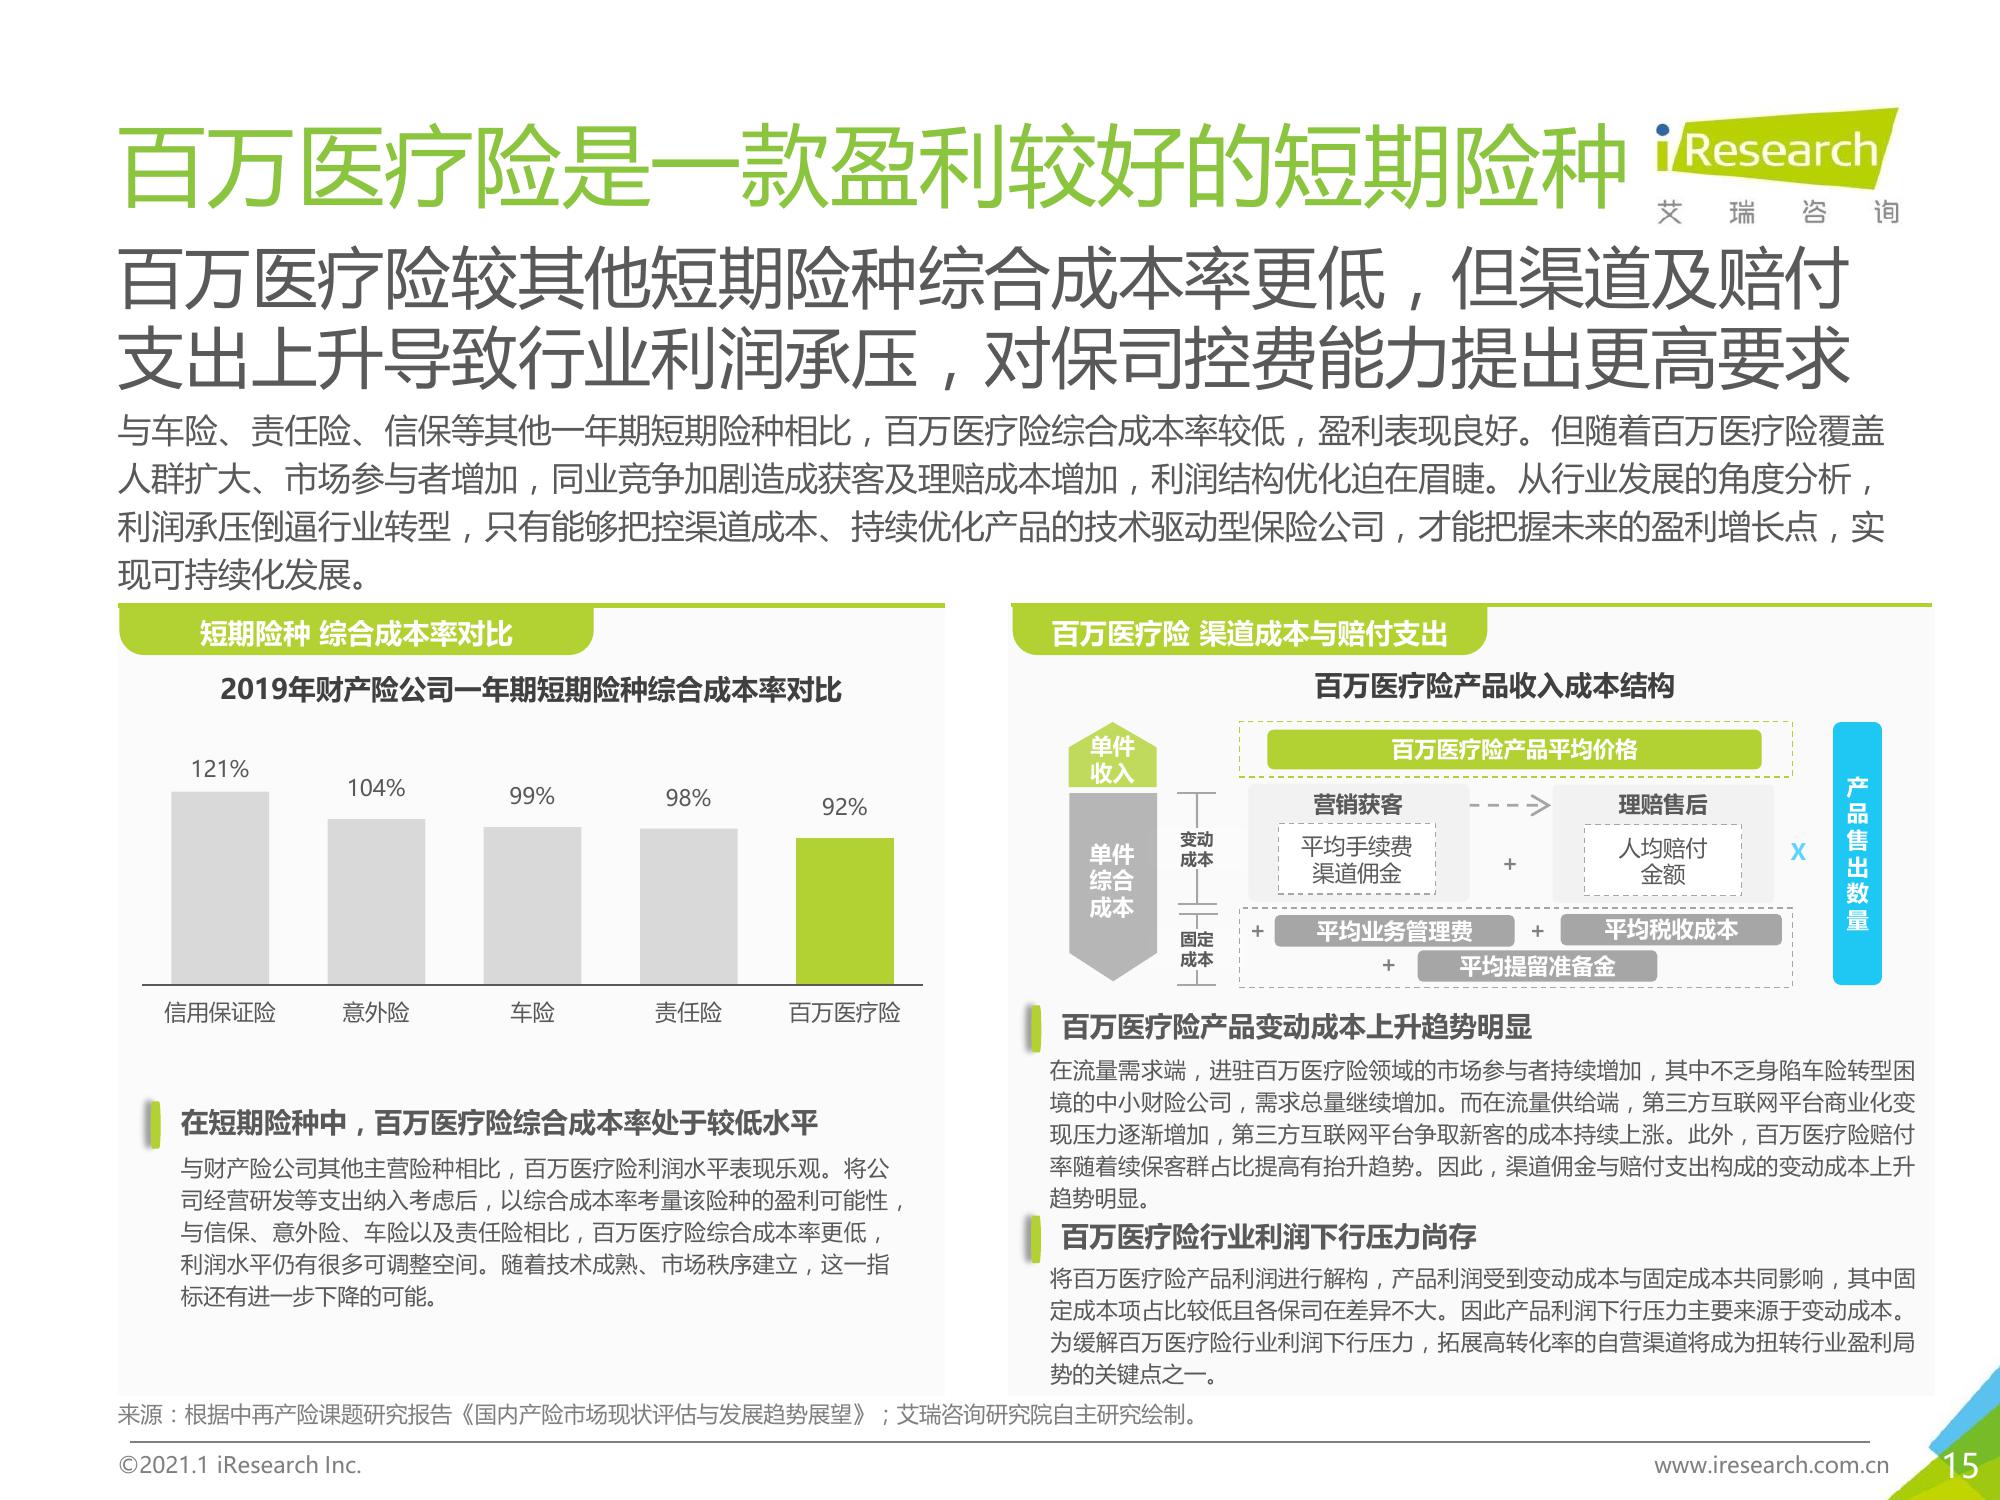 百万医疗险是一款盈利较好的短期险种
iResearch
艾瑞咨询
百万医疗险较其他短期险种综合成本率更低，但渠道及赔付
支出上升导致行业利润承压，对保司控费能力提出更高要求
与车险、责任险、信保等其他一年期短期险种相比，百万医疗险综合成本率较低，盈利表现良好。但随着百万医疗险覆盖
人群扩大、市场参与者增加，同业竞争加剧造成获客及理赔成本增加，利润结构优化迫在眉睫。从行业发展的角度分析，
利润承压倒逼行业转型，只有能够把控渠道成本、持续优化产品的技术驱动型保险公司，才能把握未来的盈利增长点，实
现可持续化发展。
短期险种 综合成本率对比
2019年财产险公司一年期短期险种综合成本率对比
121%
104%
99%
98%
92%
信用保证险
意外险
车险
责任险
百万医疗险
在短期险种中，百万医疗险综合成本率处于较低水平
与财产险公司其他主营险种相比，百万医疗险利润水平表现乐观。将公
司经营研发等支出纳入考虑后，以综合成本率考量该险种的盈利可能性，
与信保、意外险、车险以及责任险相比，百万医疗险综合成本率更低，
利润水平仍有很多可调整空间。随着技术成熟、市场秩序建立，这一指
标还有进一步下降的可能。
百万医疗险 渠道成本与赔付支出
百万医疗险产品收入成本结构
单件
收入
百万医疗险产品平均价格
单件
综合
成本
变动
成本
营销获客
平均手续费
渠道佣金
+
理赔售后
人均赔付
金额
固定
成本
+
平均业务管理费
+
平均税收成本
+
平均提留准备金
X
产品售出数量
百万医疗险产品变动成本上升趋势明显
在流量需求端，进驻百万医疗险领域的市场参与者持续增加，其中不乏身陷车险转型困
境的中小财险公司，需求总量继续增加。而在流量供给端，第三方互联网平台商业化变
现压力逐渐增加，第三方互联网平台争取新客的成本持续上涨。此外，百万医疗险赔付
率随着续保客群占比提高有抬升趋势。因此，渠道佣金与赔付支出构成的变动成本上升
趋势明显。
百万医疗险行业利润下行压力尚存
将百万医疗险产品利润进行解构，产品利润受到变动成本与固定成本共同影响，其中固
定成本项占比较低且各保司在差异不大。因此产品利润下行压力主要来源于变动成本。
为缓解百万医疗险行业利润下行压力，拓展高转化率的自营渠道将成为扭转行业盈利局
势的关键点之一。
来源：根据中再产险课题研究报告《国内产险市场现状评估与发展趋势展望》；艾瑞咨询研究院自主研究绘制。
©2021.1 iResearch Inc.
www.iresearch.com.cn
15